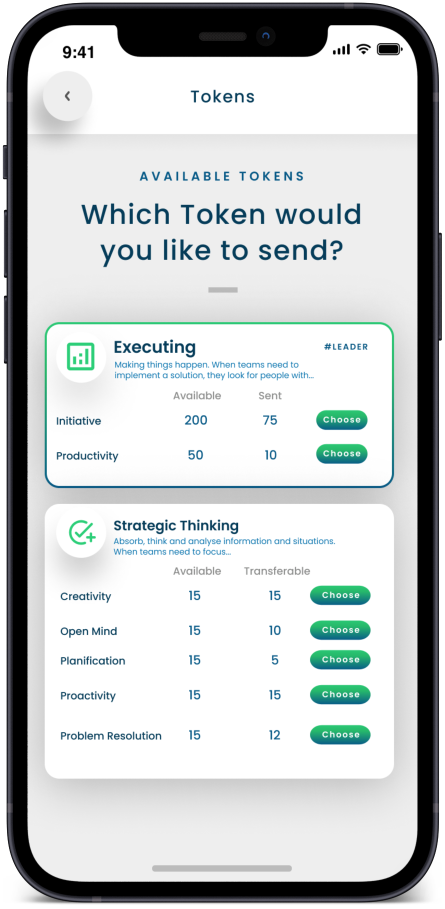 9:41
Tokens
AVAILABLE TOKENS
Which Token would
you like to send?
Executing
#LEADER
Making things happen. When teams need to
implement a solution, they look for people with...
Available Sent
Initiative 200 75 Choose
Productivity 50 10 Choose
Strategic Thinking
Absorb, think and analyse information and situations.
When teams need to focus...
Available Transferable
Creativity 15 15 Choose
Open Mind 15 10 Choose
Planification 15 5 Choose
Proactivity 15 15 Choose
Problem Resolution 15 12 Choose